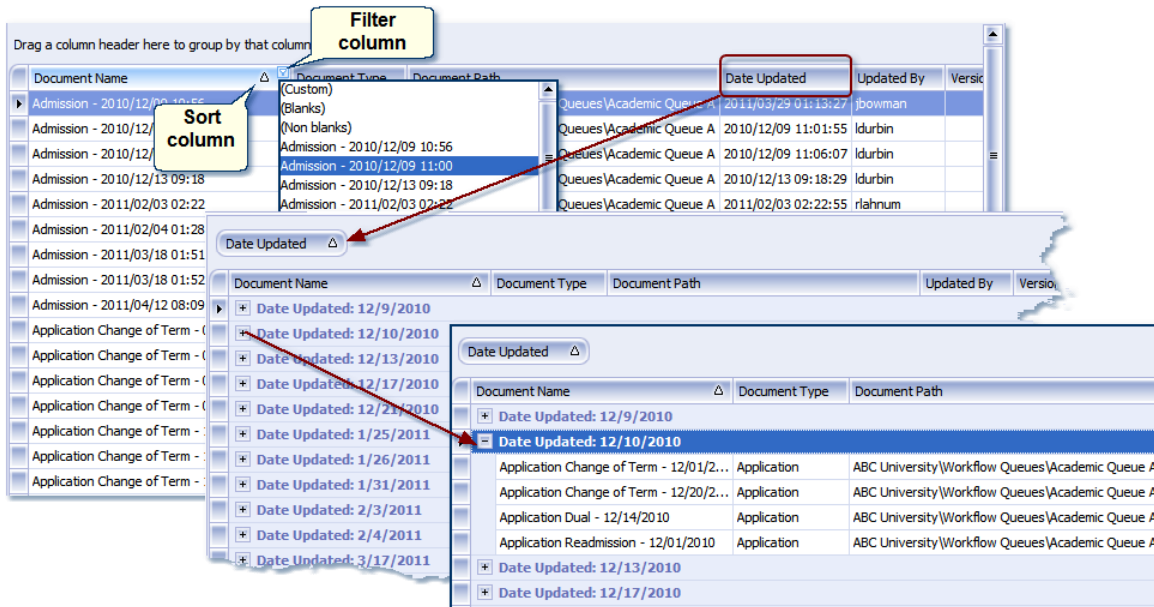 Filter
column
Drag a column header here to group by that column
Document Name Document Type Document Path Date Updated Updated By Versio
Sort
column
(Custom)
(Blanks)
(Non blanks)
Admission - 2010/12/09 10:56
Admission - 2010/12/09 11:00
Admission - 2010/12/13 09:18
Admission - 2011/02/03 02:22
Admission - 2010/12/09 10:56 Queues\Academic Queue A 2011/03/29 01:13:27 jbowman
Admission - 2010/12/ Queues\Academic Queue A 2010/12/09 11:01:55 ldurbin
Admission - 2010/12/ Queues\Academic Queue A 2010/12/09 11:06:07 ldurbin
Admission - 2010/12/13 09:18 Queues\Academic Queue A 2010/12/13 09:18:29 ldurbin
Admission - 2011/02/03 02:22 Queues\Academic Queue A 2011/02/03 02:22:55 rlahnum
Admission - 2011/02/04 01:28
Admission - 2011/03/18 01:51
Admission - 2011/03/18 01:52
Admission - 2011/04/12 08:09
Application Change of Term - 
Application Change of Term - 
Application Change of Term - 
Application Change of Term - 
Application Change of Term - 
Application Change of Term - 
Application Change of Term - 
Date Updated
Document Name Document Type Document Path Updated By Versio
Date Updated: 12/9/2010
Date Updated: 12/10/2010
Date Updated: 12/13/2010
Date Updated: 12/17/2010
Date Updated: 12/21/2010
Date Updated: 1/25/2011
Date Updated: 1/26/2011
Date Updated: 1/31/2011
Date Updated: 2/3/2011
Date Updated: 2/4/2011
Date Updated: 3/17/2011
Date Updated
Document Name Document Type Document Path
Date Updated: 12/9/2010
Date Updated: 12/10/2010
Application Change of Term - 12/01/2... Application ABC University\Workflow Queues\Academic Queue A
Application Change of Term - 12/20/2... Application ABC University\Workflow Queues\Academic Queue A
Application Dual - 12/14/2010 Application ABC University\Workflow Queues\Academic Queue A
Application Readmission - 12/01/2010 Application ABC University\Workflow Queues\Academic Queue A
Date Updated: 12/13/2010
Date Updated: 12/17/2010